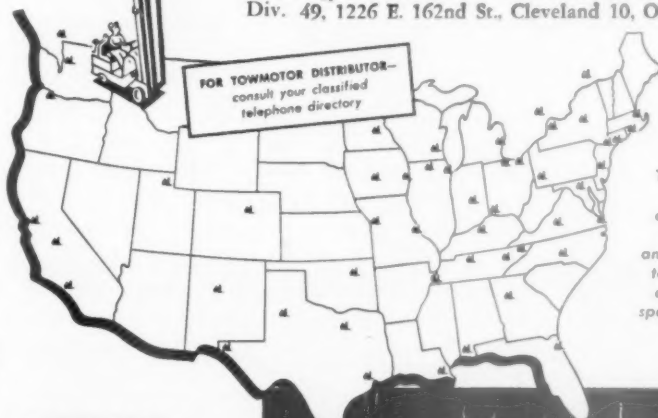 Div. 49, 1226 E. 162nd St., Cleveland 10, O
FOR TOWMOTOR DISTRIBUTOR—
consult your classified
telephone directory